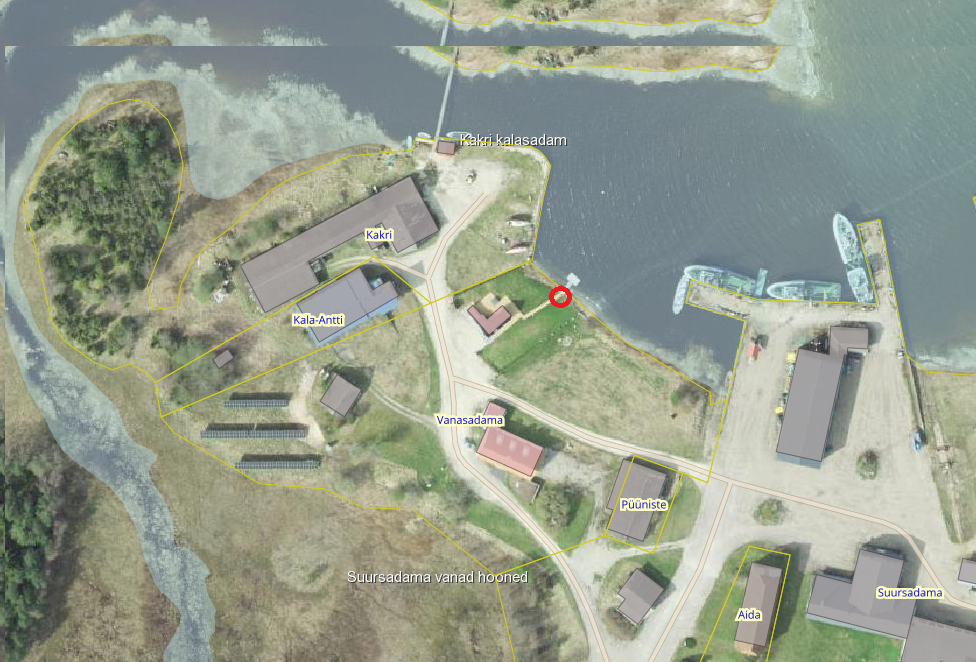 Kakri kalasadam
Kakri
Kala-Antti
Vanasadama
Püüniste
Suursadama vanad hooned
Suursadama
Aida